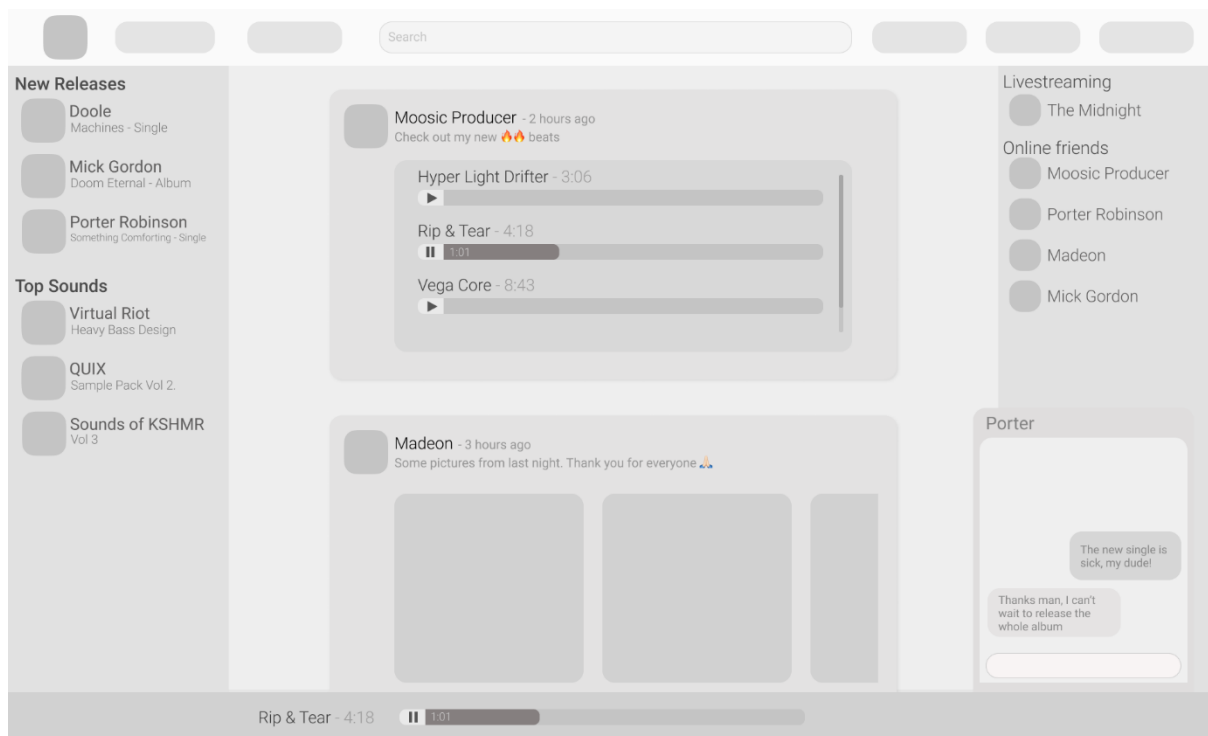 Search
New Releases
Doole
Machines - Single
Mick Gordon
Doom Eternal - Album
Porter Robinson
Something Comforting - Single
Top Sounds
Virtual Riot
Heavy Bass Design
QUIX
Sample Pack Vol 2.
Sounds of KSHMR
Vol 3
Moosic Producer - 2 hours ago
Check out my new 🔥🔥 beats
Hyper Light Drifter - 3:06
Rip & Tear - 4:18
1:01
Vega Core - 8:43
Madeon - 3 hours ago
Some pictures from last night. Thank you for everyone 🙏🏻
Livestreaming
The Midnight
Online friends
Moosic Producer
Porter Robinson
Madeon
Mick Gordon
Porter
The new single is
sick, my dude!
Thanks man, I can't
wait to release the
whole album
Rip & Tear - 4:18
1:01